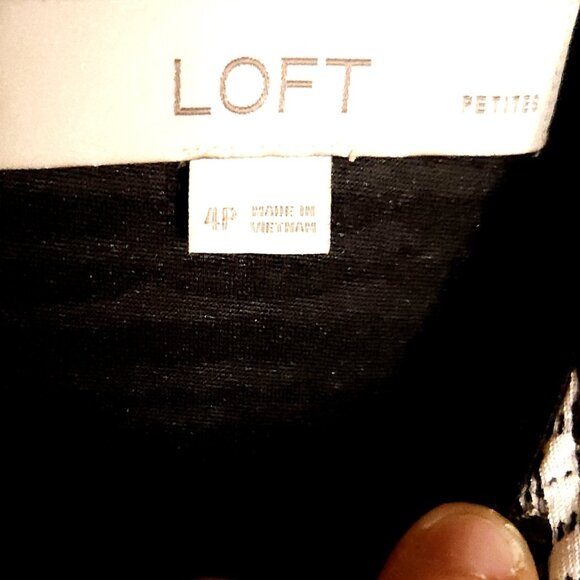 LOFT
PETITES
4P MADE IN
VIETNAM